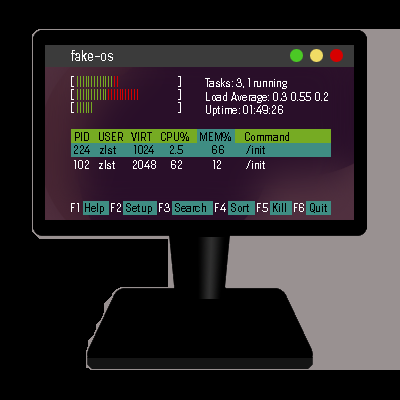 fake-os
[ ] Tasks: 3, 1 running
[ ] Load Average: 0.3 0.55 0.2
[ ] Uptime: 01:49:26
PID USER VIRT CPU% MEM% Command
224 zlst 1024 2.5 66 /init
102 zlst 2048 62 12 /init
F1 Help F2 Setup F3 Search F4 Sort F5 Kill F6 Quit